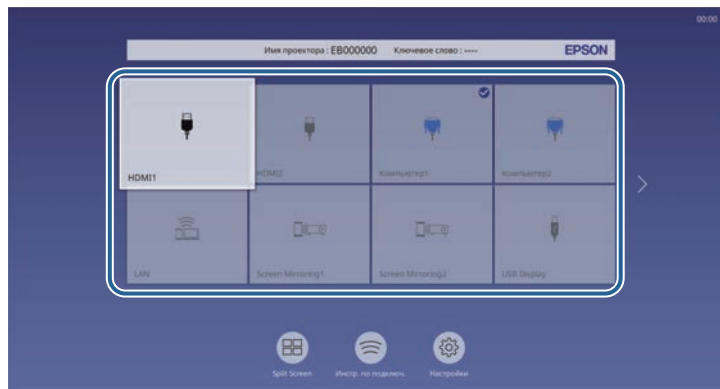 00:00
Имя проектора : EB000000 Ключевое слово : ---- EPSON
HDMI1 HDMI2 Компьютер1 Компьютер2
LAN Screen Mirroring1 Screen Mirroring2 USB Display
Split Screen Инстр. по подключ. Настройки